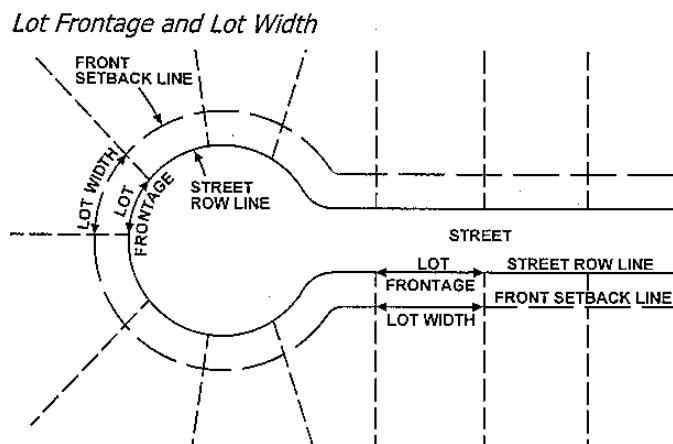 Lot Frontage and Lot Width
FRONT
SETBACK LINE
LOT WIDTH
LOT
FRONTAGE
STREET
ROW LINE
STREET
LOT
FRONTAGE
STREET ROW LINE
FRONT SETBACK LINE
LOT WIDTH